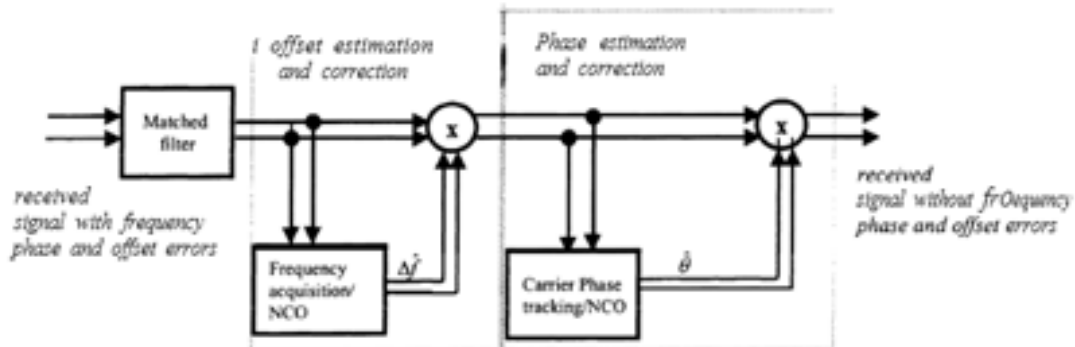 i offset estimation
and correction
Phase estimation
and correction
Matched
filter
x
x
received
signal with frequency
phase and offset errors
received
signal without frOequency
phase and offset errors
Frequency
acquisition/
NCO
Δf̂
Carrier Phase
tracking/NCO
θ̂